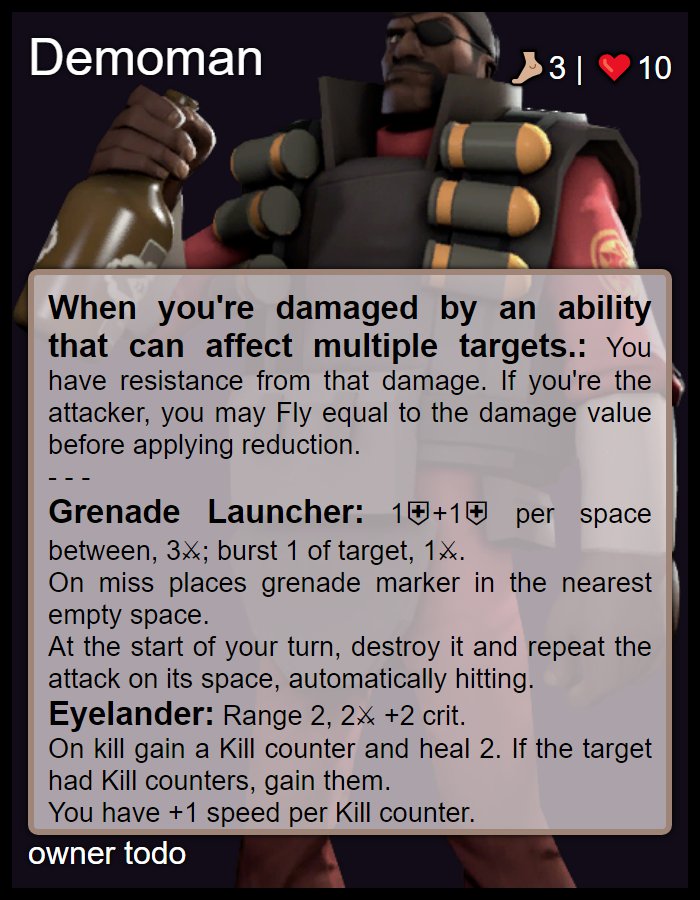 Demoman
🦶3 | ❤️10
When you're damaged by an ability
that can affect multiple targets.: You
have resistance from that damage. If you're the
attacker, you may Fly equal to the damage value
before applying reduction.
- - -
Grenade Launcher: 1⛨+1⛨ per space
between, 3⚔; burst 1 of target, 1⚔.
On miss places grenade marker in the nearest
empty space.
At the start of your turn, destroy it and repeat the
attack on its space, automatically hitting.
Eyelander: Range 2, 2⚔ +2 crit.
On kill gain a Kill counter and heal 2. If the target
had Kill counters, gain them.
You have +1 speed per Kill counter.
owner todo